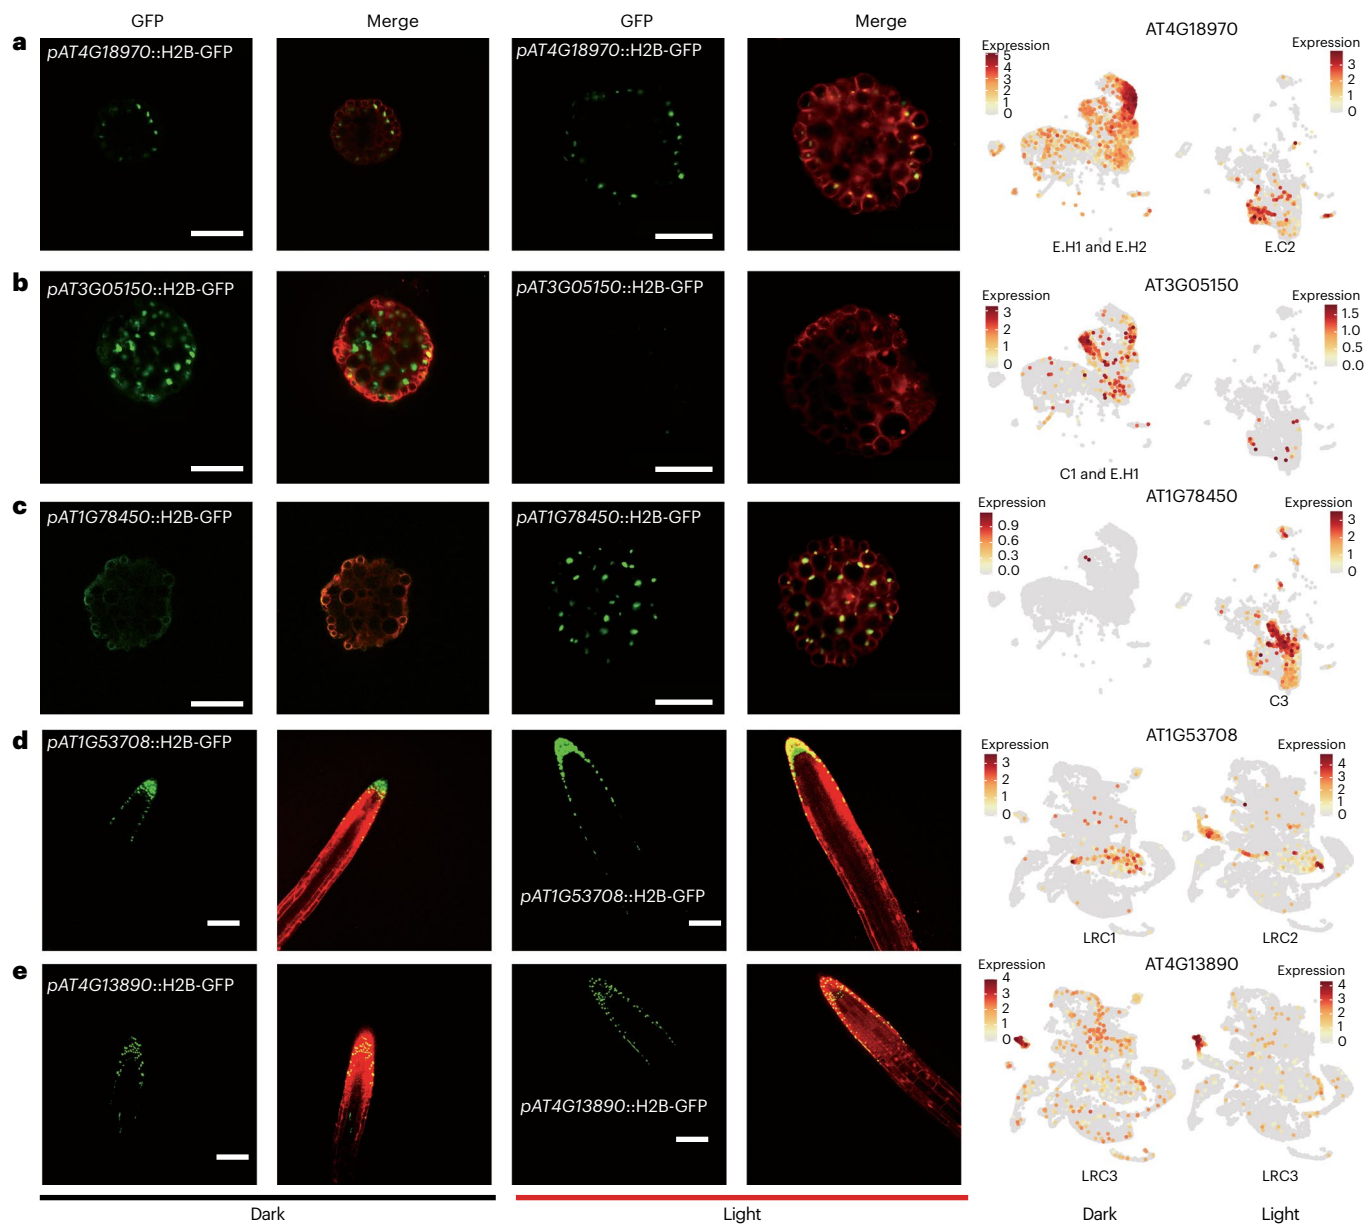 GFP
Merge
GFP
Merge
a
pAT4G18970::H2B-GFP
pAT4G18970::H2B-GFP
AT4G18970
Expression
5
4
3
2
1
0
Expression
3
2
1
0
E.H1 and E.H2
E.C2
b
pAT3G05150::H2B-GFP
pAT3G05150::H2B-GFP
AT3G05150
Expression
3
2
1
0
Expression
1.5
1.0
0.5
0.0
C1 and E.H1
c
pAT1G78450::H2B-GFP
pAT1G78450::H2B-GFP
AT1G78450
Expression
0.9
0.6
0.3
0.0
Expression
3
2
1
0
C3
d
pAT1G53708::H2B-GFP
pAT1G53708::H2B-GFP
AT1G53708
Expression
3
2
1
0
Expression
4
3
2
1
0
LRC1
LRC2
e
pAT4G13890::H2B-GFP
pAT4G13890::H2B-GFP
AT4G13890
Expression
4
3
2
1
0
Expression
4
3
2
1
0
LRC3
LRC3
Dark
Light
Dark
Light